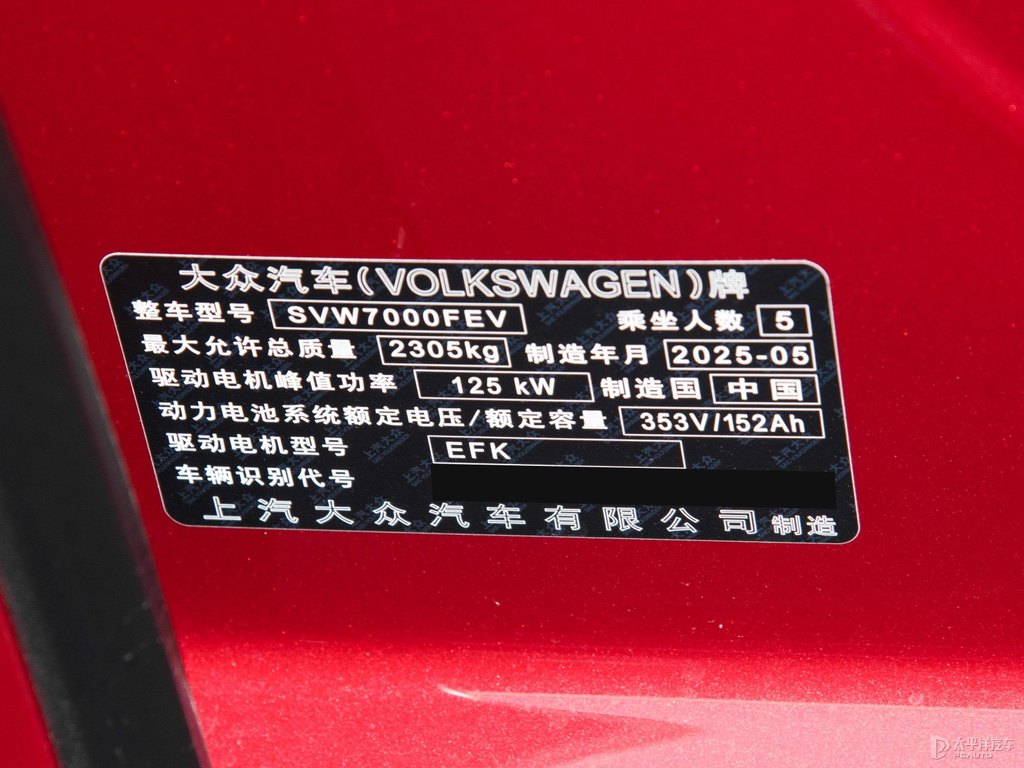 大众汽车(VOLKSWAGEN)牌
整车型号 SVW7000FEV 乘坐人数 5
最大允许总质量 2305kg 制造年月 2025-05
驱动电机峰值功率 125 kW 制造国 中国
动力电池系统额定电压/额定容量 353V/152Ah
驱动电机型号 EFK
车辆识别代号
上汽大众汽车有限公司制造
太平洋汽车
PCAUTO